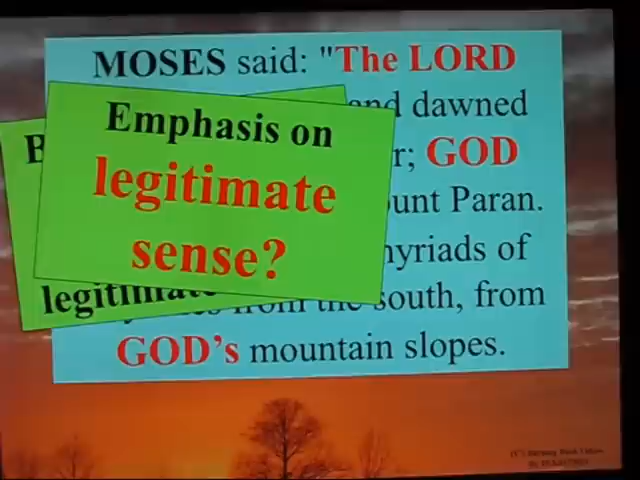 MOSES said: "The LORD
and dawned
GOD
Mount Paran.
myriads of
from the south, from
GOD's mountain slopes.
Emphasis on
legitimate
sense?
B
legitimate